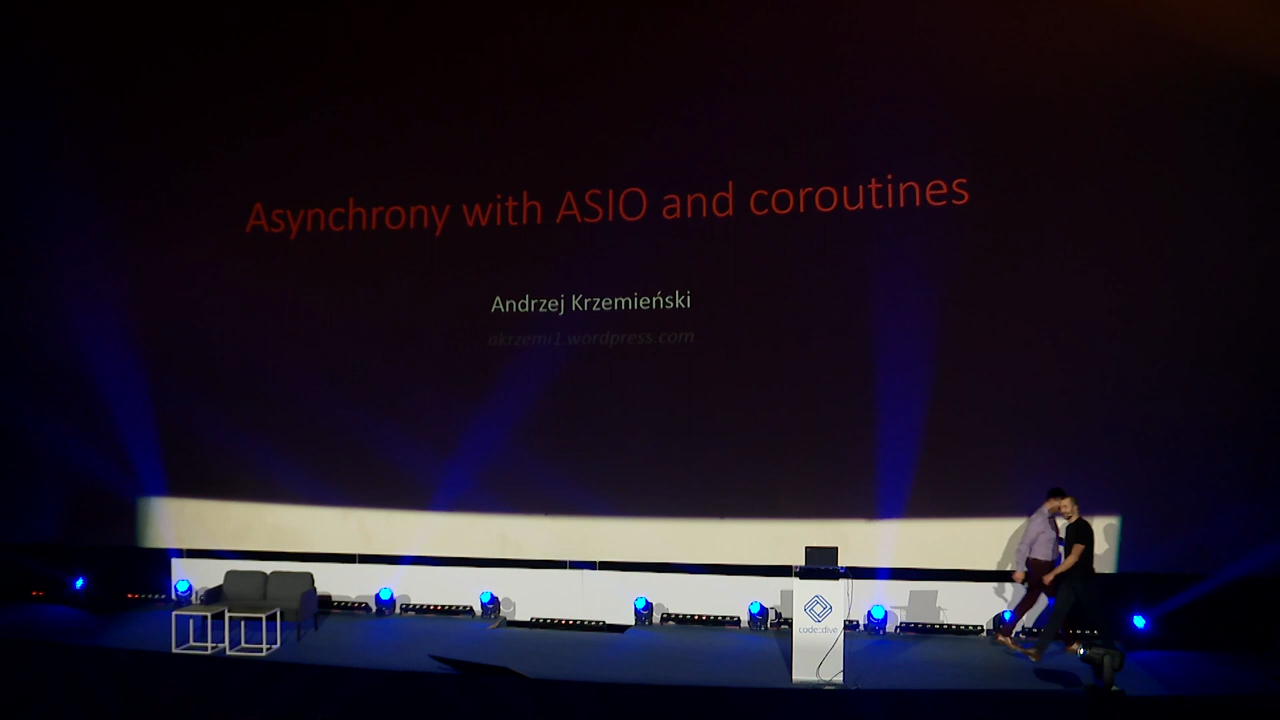 Asynchrony with ASIO and coroutines
Andrzej Krzemieński
akrzemi1.wordpress.com
code::dive